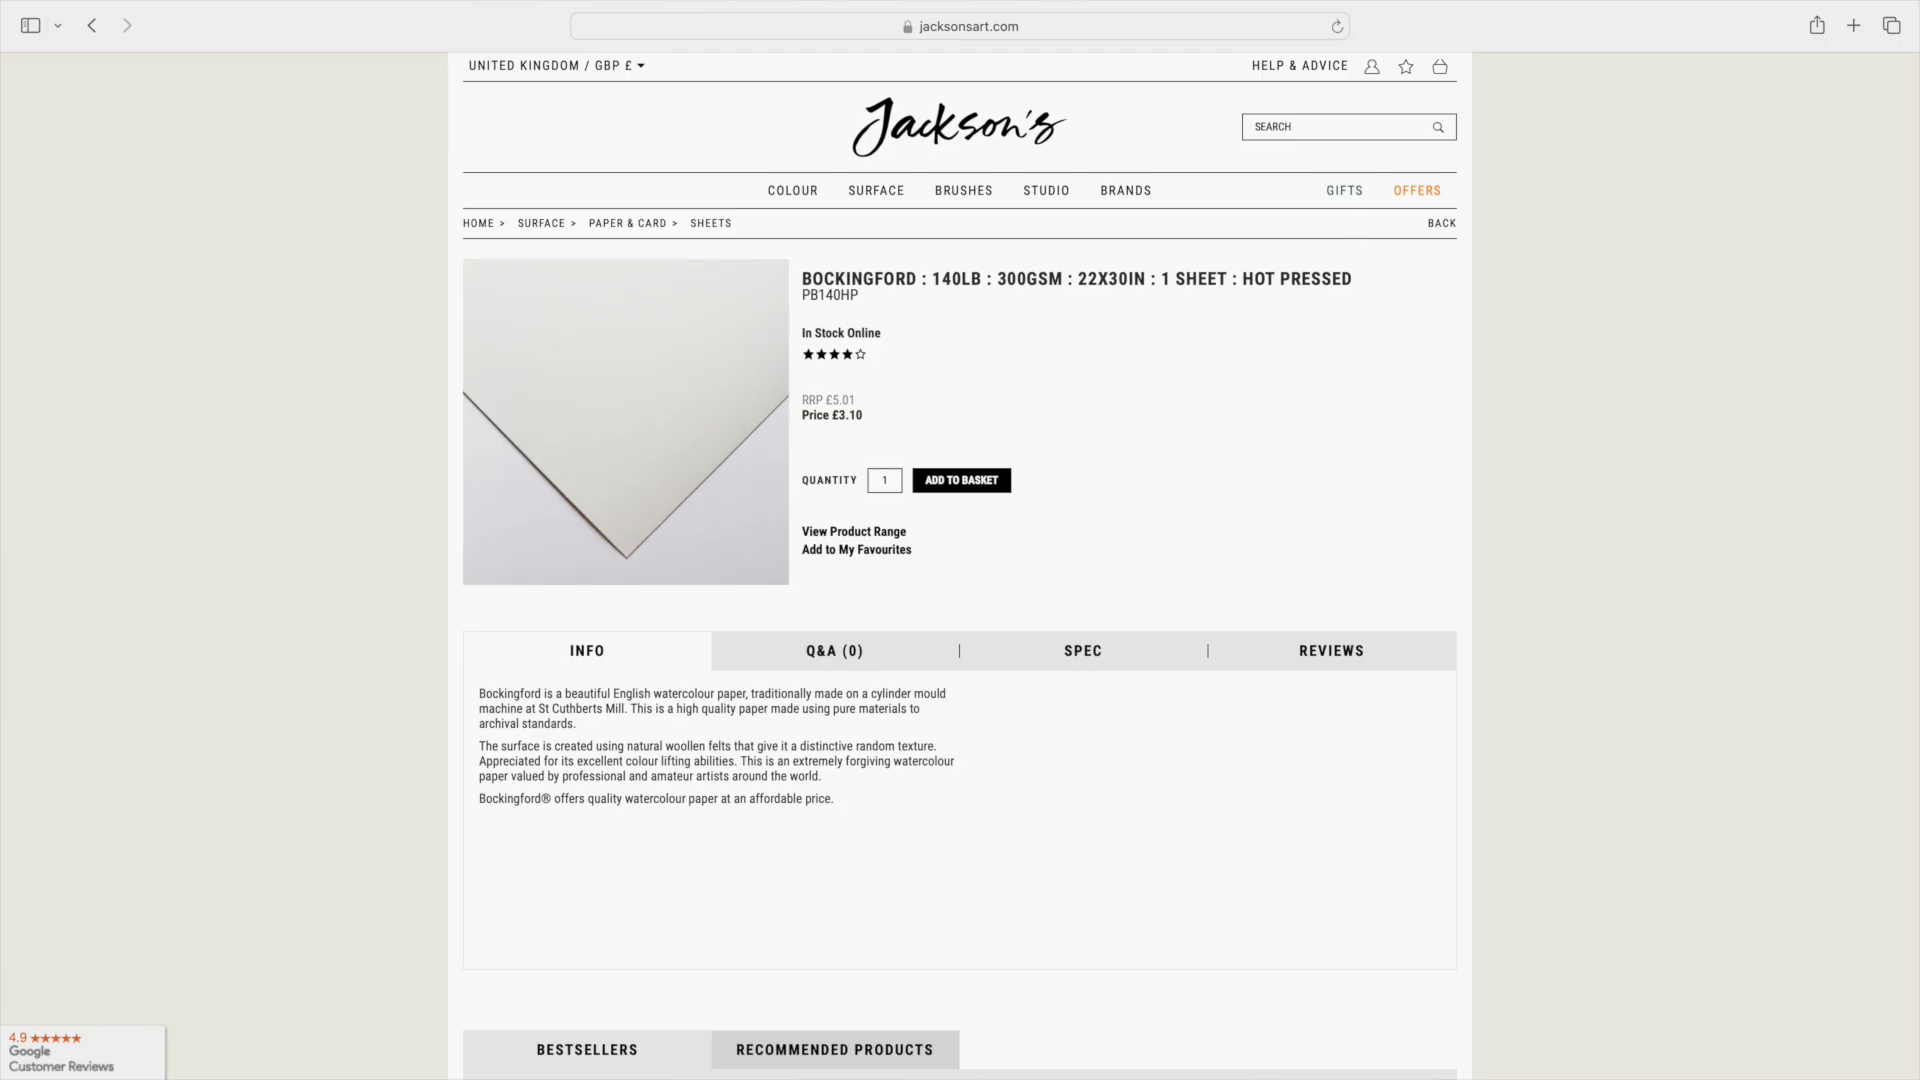 jacksonsart.com
UNITED KINGDOM / GBP £
HELP & ADVICE
Jackson's
SEARCH
COLOUR SURFACE BRUSHES STUDIO BRANDS GIFTS OFFERS
HOME > SURFACE > PAPER & CARD > SHEETS BACK
BOCKINGFORD : 140LB : 300GSM : 22X30IN : 1 SHEET : HOT PRESSED
PB140HP
In Stock Online
RRP £5.01
Price £3.10
QUANTITY 1 ADD TO BASKET
View Product Range
Add to My Favourites
INFO Q&A (0) | SPEC | REVIEWS
Bockingford is a beautiful English watercolour paper, traditionally made on a cylinder mould
machine at St Cuthberts Mill. This is a high quality paper made using pure materials to
archival standards.
The surface is created using natural woollen felts that give it a distinctive random texture.
Appreciated for its excellent colour lifting abilities. This is an extremely forgiving watercolour
paper valued by professional and amateur artists around the world.
Bockingford® offers quality watercolour paper at an affordable price.
BESTSELLERS RECOMMENDED PRODUCTS
4.9 ★★★★★
Google
Customer Reviews